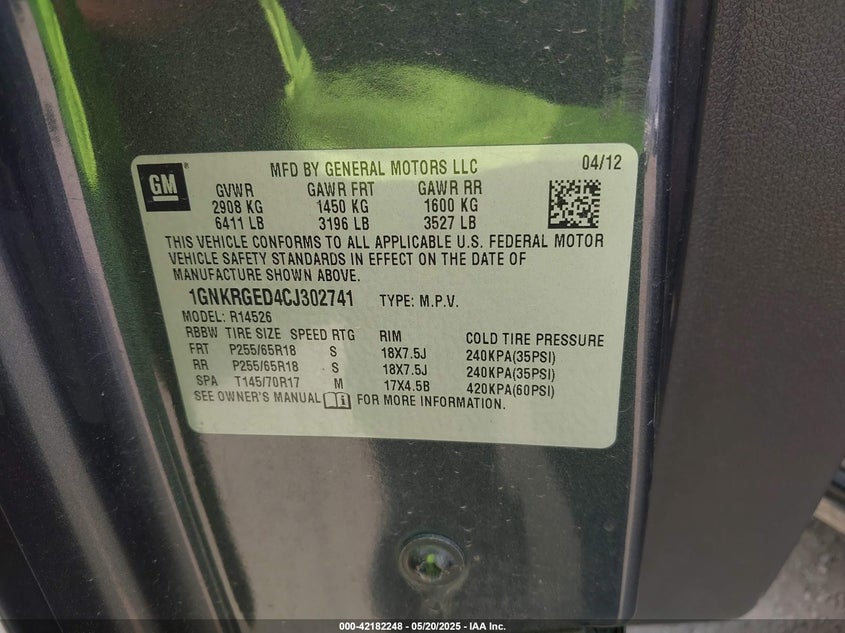 GM
MFD BY GENERAL MOTORS LLC 04/12
GVWR GAWR FRT GAWR RR
2908 KG 1450 KG 1600 KG
6411 LB 3196 LB 3527 LB
THIS VEHICLE CONFORMS TO ALL APPLICABLE U.S. FEDERAL MOTOR
VEHICLE SAFETY STANDARDS IN EFFECT ON THE DATE OF
MANUFACTURE SHOWN ABOVE.
1GNKRGED4CJ302741 TYPE: M.P.V.
MODEL: R14526
RBBW TIRE SIZE SPEED RTG RIM COLD TIRE PRESSURE
FRT P255/65R18 S 18X7.5J 240KPA(35PSI)
RR P255/65R18 S 18X7.5J 240KPA(35PSI)
SPA T145/70R17 M 17X4.5B 420KPA(60PSI)
SEE OWNER'S MANUAL i FOR MORE INFORMATION.
000-42182248 - 05/20/2025 - IAA Inc.